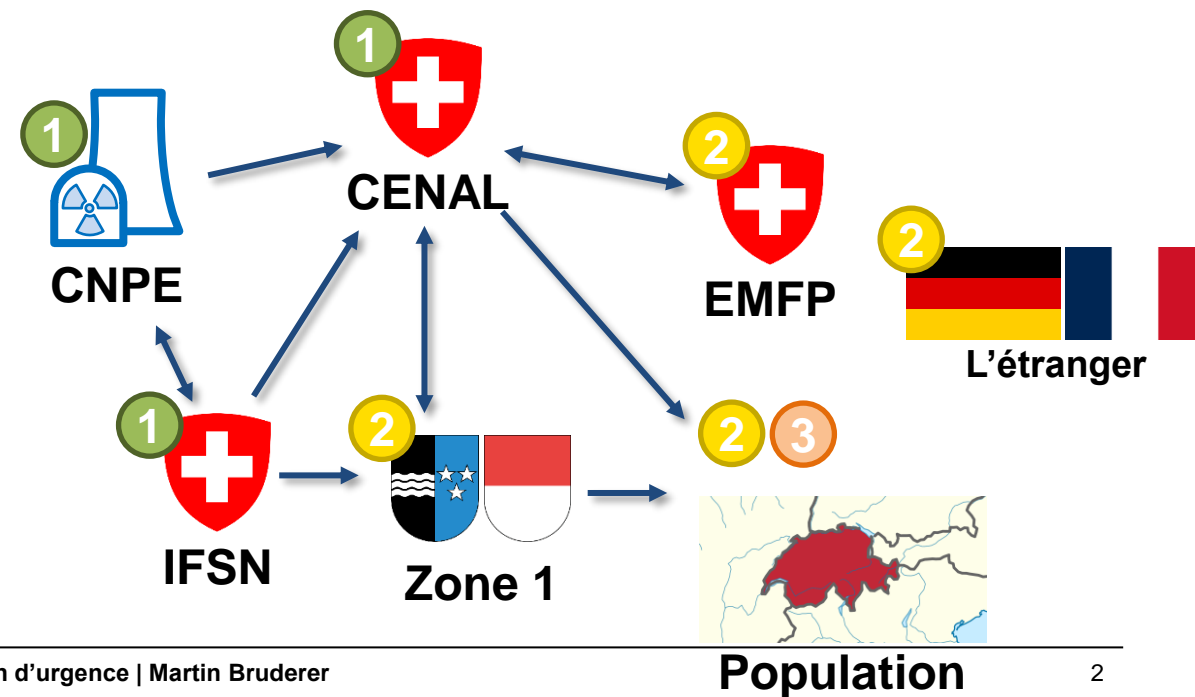 1
CENAL
1
CNPE
2
EMFP
2
L’étranger
1
IFSN
2
Zone 1
2 3
Population
d’urgence | Martin Bruderer
2